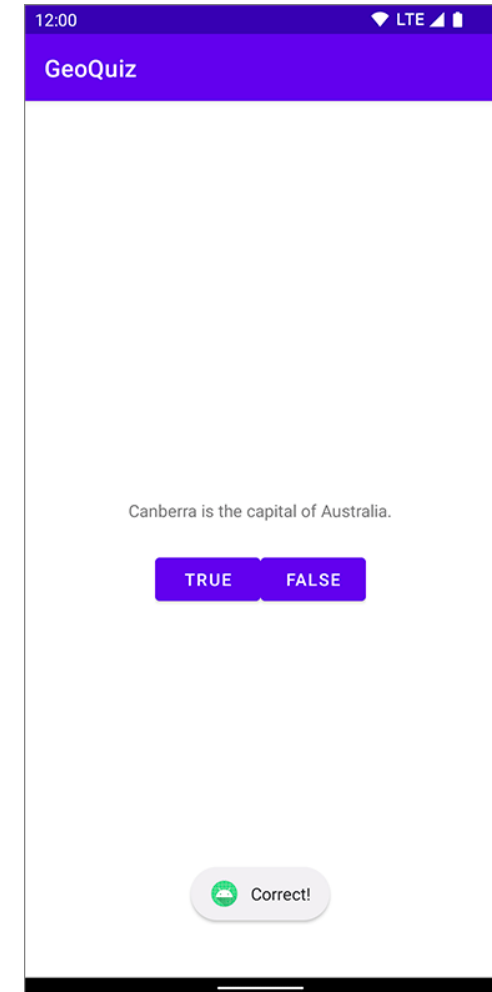 12:00 LTE
GeoQuiz
Canberra is the capital of Australia.
TRUE FALSE
Correct!